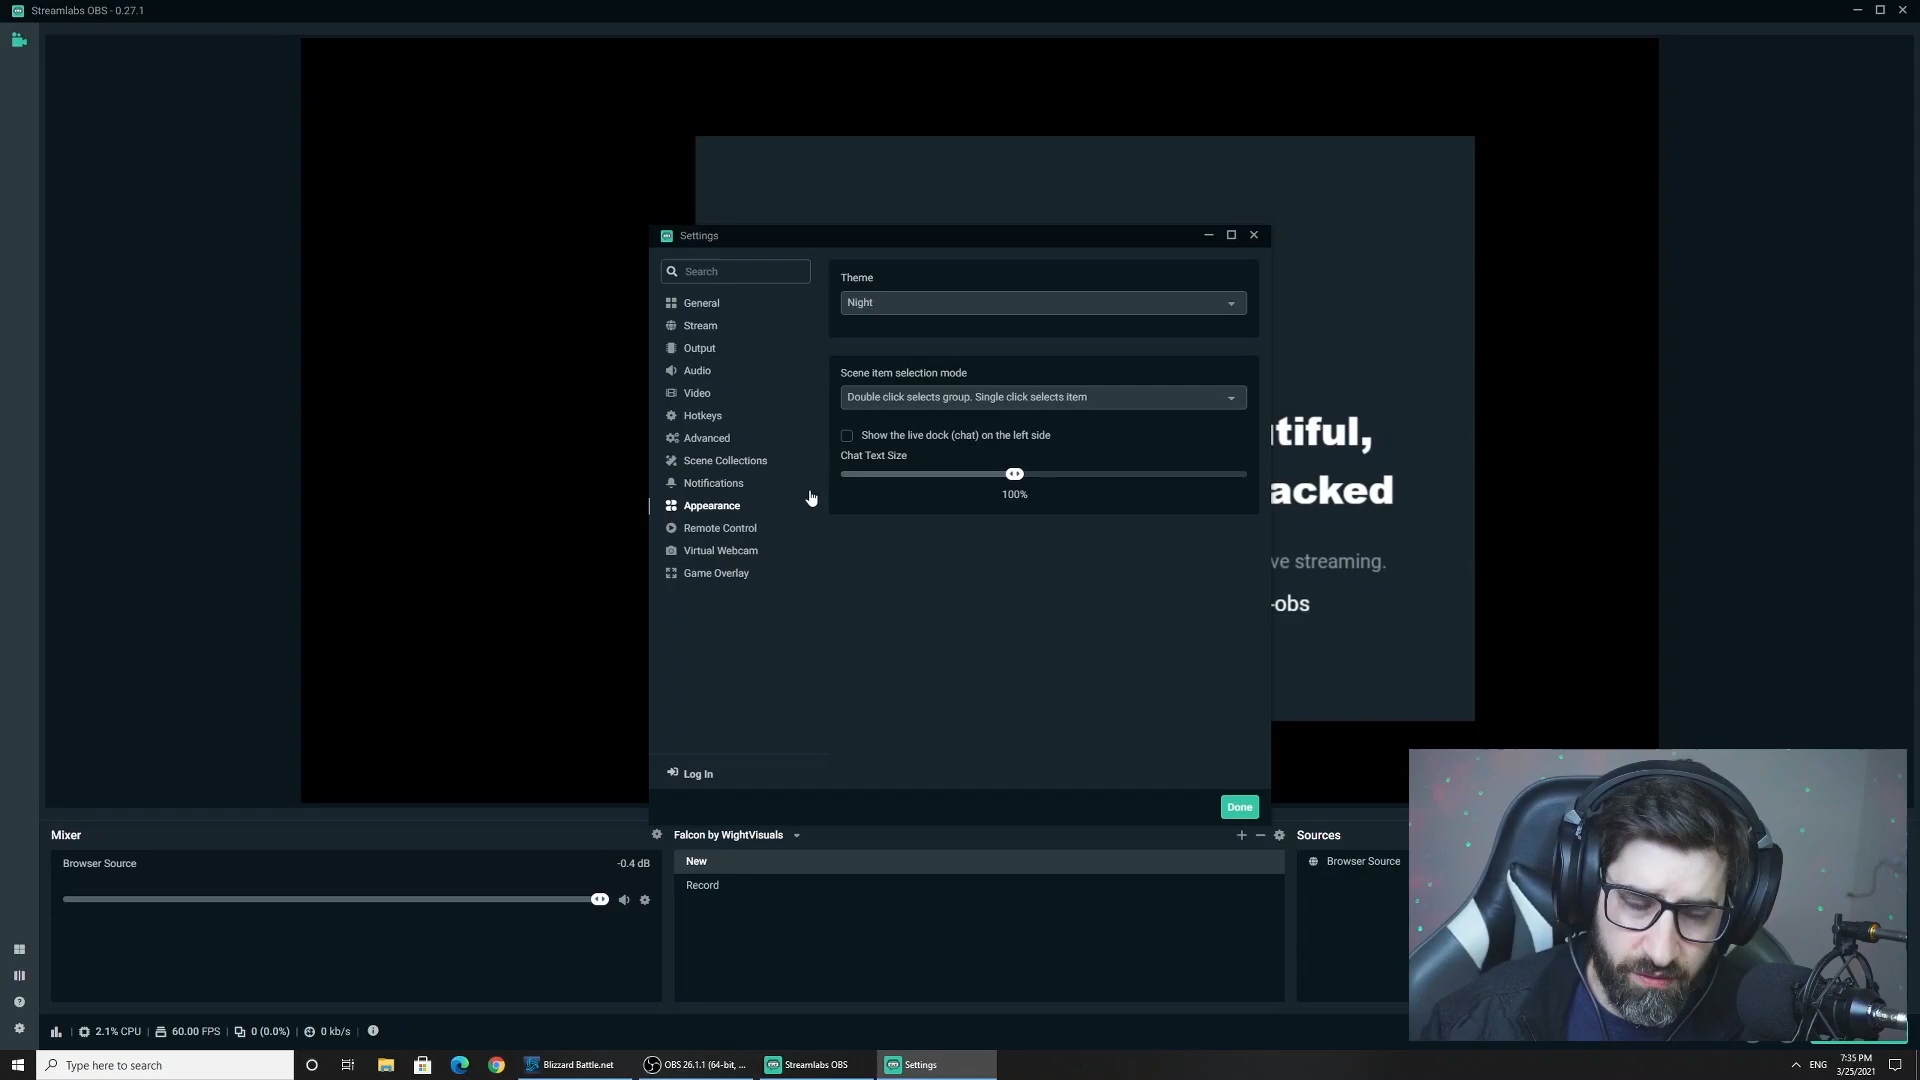 Streamlabs OBS - 0.27.1
Settings
Search
General
Stream
Output
Audio
Video
Hotkeys
Advanced
Scene Collections
Notifications
Appearance
Remote Control
Virtual Webcam
Game Overlay
Log In
Theme
Night
Scene item selection mode
Double click selects group. Single click selects item
Show the live dock (chat) on the left side
Chat Text Size
100%
Done
tiful,
acked
ve streaming.
-obs
Mixer
Browser Source -0.4 dB
Falcon by WightVisuals
New
Record
Sources
Browser Source
2.1% CPU 60.00 FPS 0 (0.0%) 0 kb/s
Type here to search
Blizzard Battle.net
OBS 26.1.1 (64-bit, ...
Streamlabs OBS
Settings
ENG
7:35 PM
3/25/2021